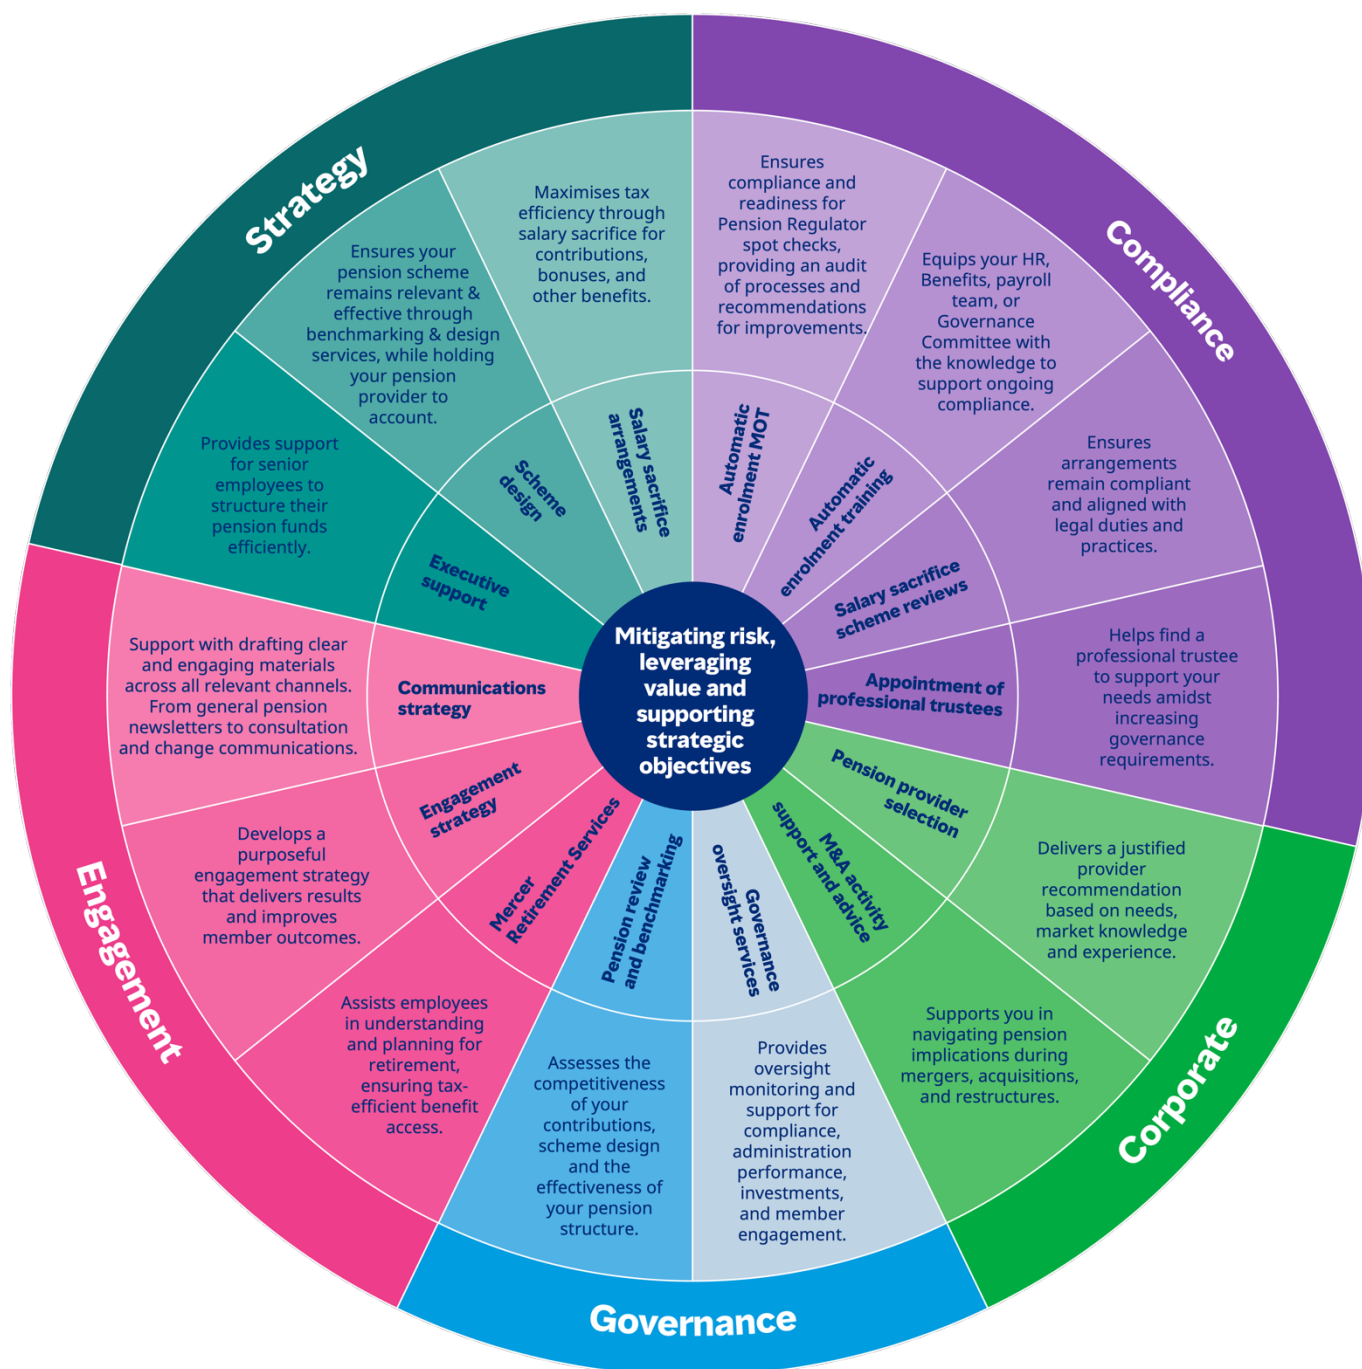 Mitigating risk,
leveraging
value and
supporting
strategic
objectives
Strategy
Executive
support
Provides support
for senior
employees to
structure their
pension funds
efficiently.
Scheme
design
Ensures your
pension scheme
remains relevant &
effective through
benchmarking & design
services, while holding
your pension
provider to
account.
Salary sacrifice
arrangements
Maximises tax
efficiency through
salary sacrifice for
contributions,
bonuses, and
other benefits.
Compliance
Automatic
enrolment MOT
Ensures
compliance and
readiness for
Pension Regulator
spot checks,
providing an audit
of processes and
recommendations
for improvements.
Automatic
enrolment training
Equips your HR,
Benefits, payroll
team, or
Governance
Committee with
the knowledge to
support ongoing
compliance.
Salary sacrifice
scheme reviews
Ensures
arrangements
remain compliant
and aligned with
legal duties and
practices.
Appointment of
professional trustees
Helps find a
professional trustee
to support your
needs amidst
increasing
governance
requirements.
Corporate
Pension provider
selection
Delivers a justified
provider
recommendation
based on needs,
market knowledge
and experience.
M&A activity
support and advice
Supports you in
navigating pension
implications during
mergers, acquisitions,
and restructures.
Governance
Governance
oversight services
Provides
oversight
monitoring and
support for
compliance,
administration
performance,
investments,
and member
engagement.
Pension review
and benchmarking
Assesses the
competitiveness
of your
contributions,
scheme design
and the
effectiveness of
your pension
structure.
Engagement
Mercer
Retirement Services
Assists employees
in understanding
and planning for
retirement,
ensuring tax-
efficient benefit
access.
Engagement
strategy
Develops a
purposeful
engagement strategy
that delivers results
and improves
member outcomes.
Communications
strategy
Support with drafting clear
and engaging materials
across all relevant channels.
From general pension
newsletters to consultation
and change communications.